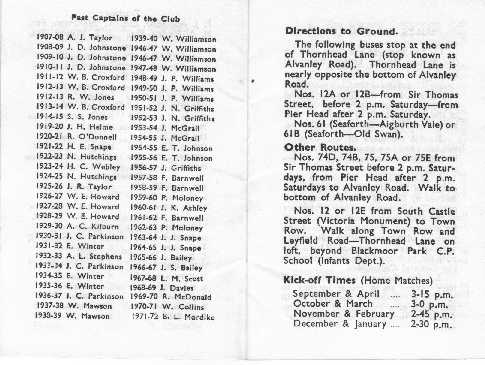 Past Captains of the Club
1907-08 A. J. Taylor
1908-09 J. D. Johnstone
1909-10 J. D. Johnstone
1910-11 J. D. Johnstone
1911-12 W. B. Croxford
1912-13 W. B. Croxford
1912-13 R. W. Jones
1913-14 W. B. Croxford
1914-15 S. S. Jones
1919-20 J. H. Helme
1920-21 R. O'Donnell
1921-22 H. E. Snape
1922-23 N. Hutchings
1923-24 H. C. Webley
1924-25 N. Hutchings
1925-26 J. R. Taylor
1926-27 W. E. Howard
1927-28 W. E. Howard
1928-29 W. E. Howard
1929-30 A. C. Kilburn
1930-31 J. C. Parkinson
1931-32 E. Winter
1932-33 A. L. Stephens
1933-34 J. C. Parkinson
1934-35 E. Winter
1935-36 E. Winter
1936-37 J. C. Parkinson
1937-38 W. Mawson
1938-39 W. Mawson
1939-40 W. Williamson
1946-47 W. Williamson
1946-47 W. Williamson
1947-48 W. Williamson
1948-49 J. P. Williams
1949-50 J. P. Williams
1950-51 J. P. Williams
1951-52 J. N. Griffiths
1952-53 J. N. Griffiths
1953-54 J. McGrail
1954-55 J. McGrail
1954-55 E. T. Johnson
1955-56 E. T. Johnson
1956-57 J. Griffiths
1957-58 F. Barnwell
1958-59 F. Barnwell
1959-60 P. Moloney
1960-61 J. K. Ashley
1961-62 F. Barnwell
1962-63 P. Moloney
1963-64 J. J. Snape
1964-65 J. J. Snape
1965-66 J. Bailey
1966-67 J. S. Bailey
1967-68 L. M. Scott
1968-69 J. Davies
1969-70 R. McDonald
1970-71 W. Collins
1971-72 B. L. Mordike
Directions to Ground.
The following buses stop at the end
of Thornhead Lane (stop known as
Alvanley Road). Thornhead Lane is
nearly opposite the bottom of Alvanley
Road.
Nos. 12A or 12B—from Sir Thomas
Street, before 2 p.m. Saturday—from
Pier Head after 2 p.m. Saturday.
Nos. 61 (Seaforth—Aigburth Vale) or
61B (Seaforth—Old Swan).
Other Routes.
Nos. 74D, 74B, 75, 75A or 75E from
Sir Thomas Street before 2 p.m. Satur-
days, from Pier Head after 2 p.m.
Saturdays to Alvanley Road. Walk to
bottom of Alvanley Road.
Nos. 12 or 12E from South Castle
Street (Victoria Monument) to Town
Row. Walk along Town Row and
Leyfield Road—Thornhead Lane on
left, beyond Blackmoor Park C.P.
School (Infants Dept.).
Kick-off Times (Home Matches)
September & April .... 3-15 p.m.
October & March .... 3-0 p.m.
November & February 2-45 p.m.
December & January .... 2-30 p.m.